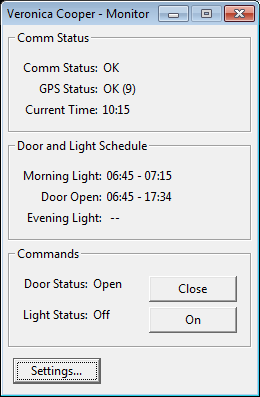 Veronica Cooper - Monitor
Comm Status
Comm Status: OK
GPS Status: OK (9)
Current Time: 10:15
Door and Light Schedule
Morning Light: 06:45 - 07:15
Door Open: 06:45 - 17:34
Evening Light: --
Commands
Door Status: Open Close
Light Status: Off On
Settings...